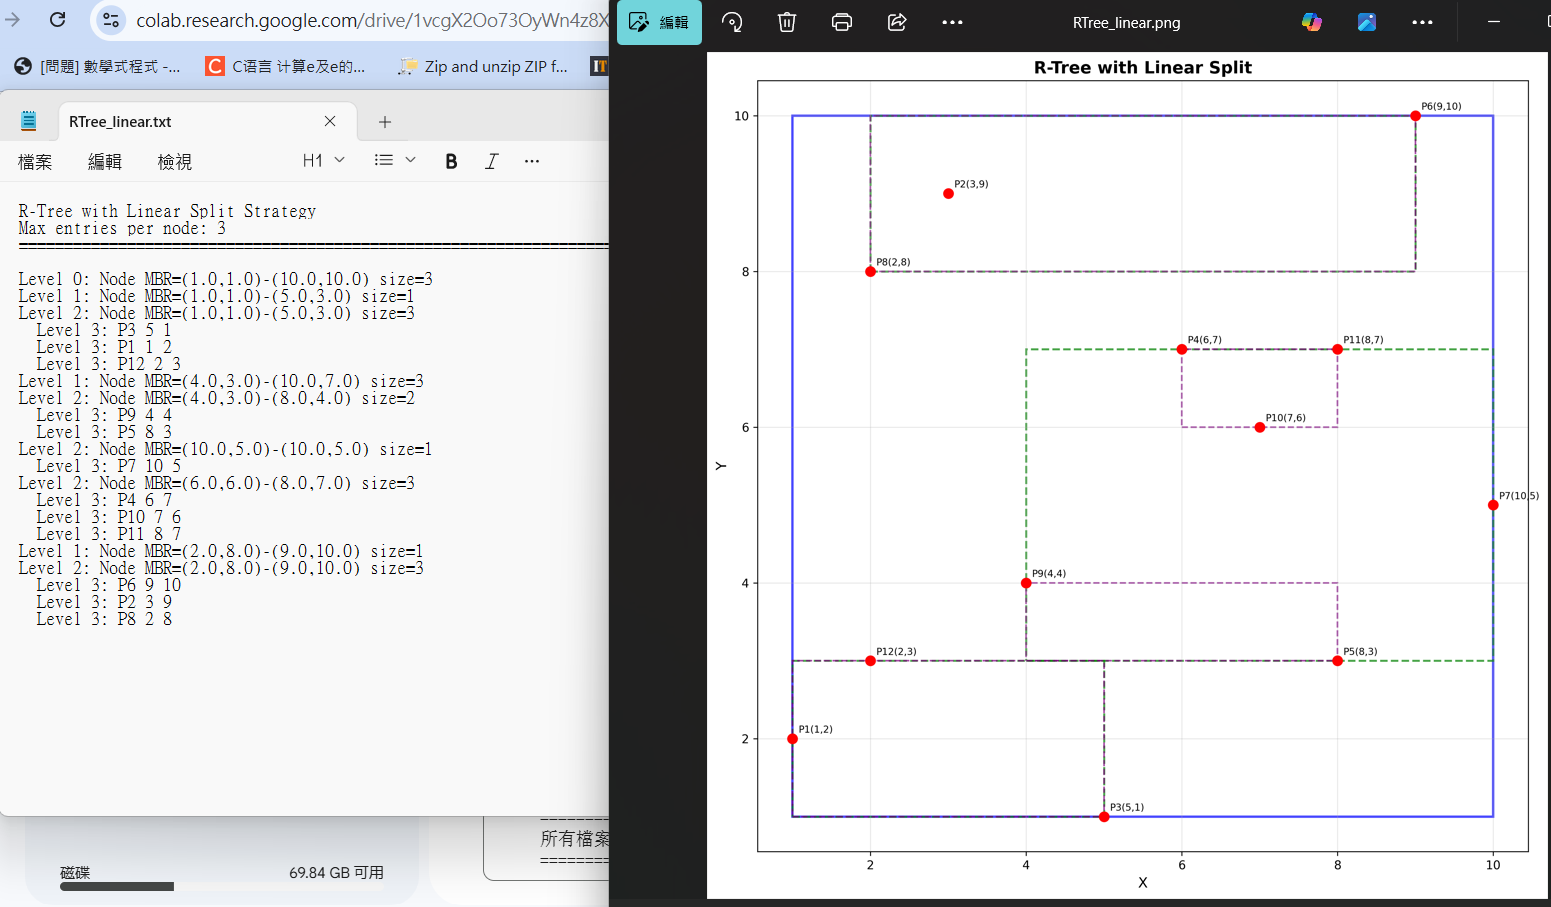 colab.research.google.com/drive/1vcgX2Oo73OyWn4z8X
[問題] 數學式程式 -...
C语言 计算e及e的...
Zip and unzip ZIP f...
IT
RTree_linear.txt
檔案
編輯
檢視
H1
B
I
R-Tree with Linear Split Strategy
Max entries per node: 3
==================================================================
Level 0: Node MBR=(1.0,1.0)-(10.0,10.0) size=3
Level 1: Node MBR=(1.0,1.0)-(5.0,3.0) size=1
Level 2: Node MBR=(1.0,1.0)-(5.0,3.0) size=3
Level 3: P3 5 1
Level 3: P1 1 2
Level 3: P12 2 3
Level 1: Node MBR=(4.0,3.0)-(10.0,7.0) size=3
Level 2: Node MBR=(4.0,3.0)-(8.0,4.0) size=2
Level 3: P9 4 4
Level 3: P5 8 3
Level 2: Node MBR=(10.0,5.0)-(10.0,5.0) size=1
Level 3: P7 10 5
Level 2: Node MBR=(6.0,6.0)-(8.0,7.0) size=3
Level 3: P4 6 7
Level 3: P10 7 6
Level 3: P11 8 7
Level 1: Node MBR=(2.0,8.0)-(9.0,10.0) size=1
Level 2: Node MBR=(2.0,8.0)-(9.0,10.0) size=3
Level 3: P6 9 10
Level 3: P2 3 9
Level 3: P8 2 8
磁碟
69.84 GB 可用
========
所有檔案
========
編輯
RTree_linear.png
R-Tree with Linear Split
P6(9,10)
P2(3,9)
P8(2,8)
P4(6,7)
P11(8,7)
P10(7,6)
P7(10,5)
P9(4,4)
P12(2,3)
P5(8,3)
P1(1,2)
P3(5,1)
10
8
6
4
2
Y
2
4
6
8
10
X